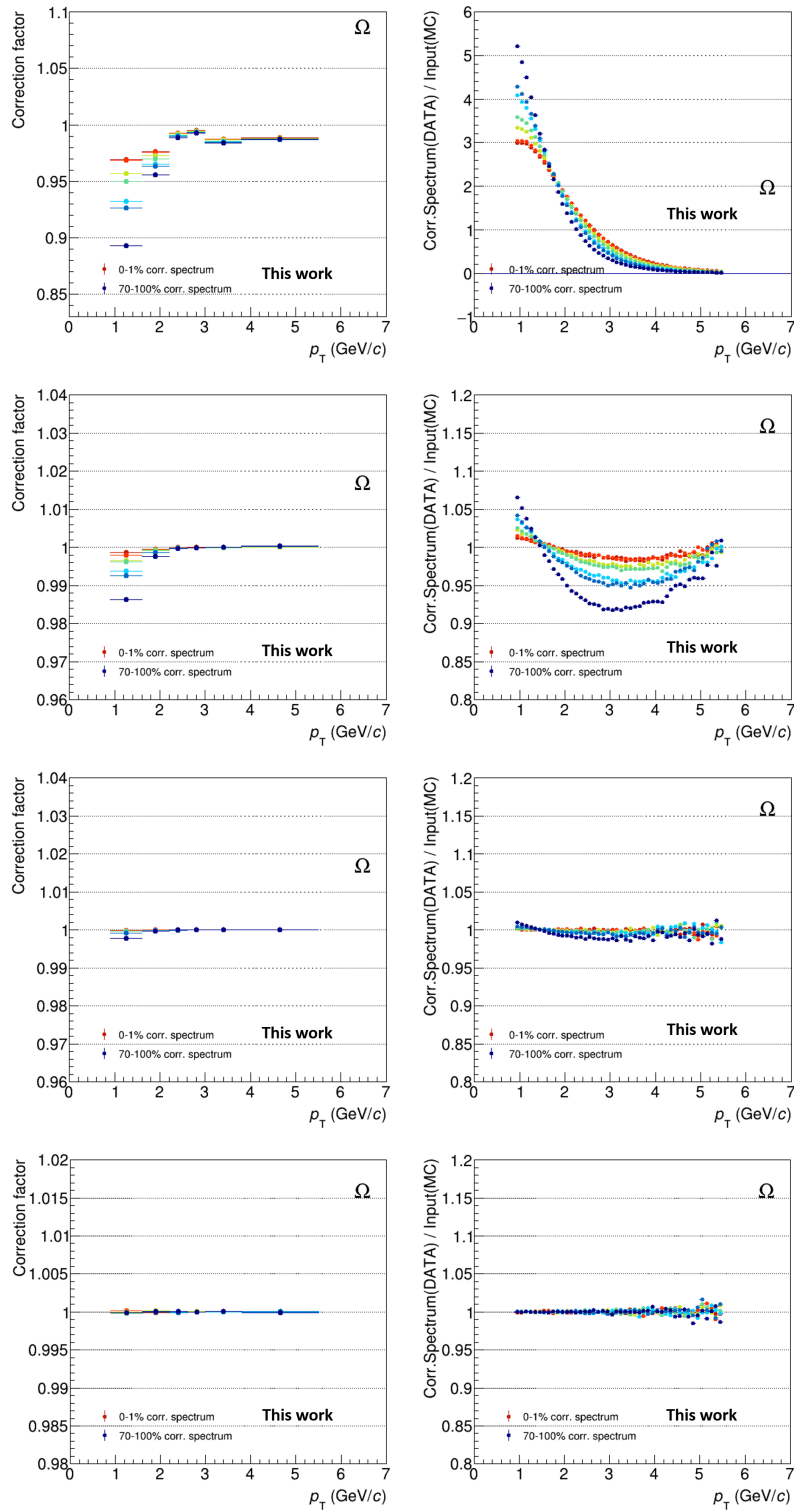 Correction factor
1.1
1.05
1
0.95
0.9
0.85
Ω
This work
0-1% corr. spectrum
70-100% corr. spectrum
0 1 2 3 4 5 6 7
p_T (GeV/c)
Corr.Spectrum(DATA) / Input(MC)
6
5
4
3
2
1
0
−1
Ω
This work
0-1% corr. spectrum
70-100% corr. spectrum
0 1 2 3 4 5 6 7
p_T (GeV/c)
Correction factor
1.04
1.03
1.02
1.01
1
0.99
0.98
0.97
0.96
Ω
This work
0-1% corr. spectrum
70-100% corr. spectrum
0 1 2 3 4 5 6 7
p_T (GeV/c)
Corr.Spectrum(DATA) / Input(MC)
1.2
1.15
1.1
1.05
1
0.95
0.9
0.85
0.8
Ω
This work
0-1% corr. spectrum
70-100% corr. spectrum
0 1 2 3 4 5 6 7
p_T (GeV/c)
Correction factor
1.04
1.03
1.02
1.01
1
0.99
0.98
0.97
0.96
Ω
This work
0-1% corr. spectrum
70-100% corr. spectrum
0 1 2 3 4 5 6 7
p_T (GeV/c)
Corr.Spectrum(DATA) / Input(MC)
1.2
1.15
1.1
1.05
1
0.95
0.9
0.85
0.8
Ω
This work
0-1% corr. spectrum
70-100% corr. spectrum
0 1 2 3 4 5 6 7
p_T (GeV/c)
Correction factor
1.02
1.015
1.01
1.005
1
0.995
0.99
0.985
0.98
Ω
This work
0-1% corr. spectrum
70-100% corr. spectrum
0 1 2 3 4 5 6 7
p_T (GeV/c)
Corr.Spectrum(DATA) / Input(MC)
1.2
1.15
1.1
1.05
1
0.95
0.9
0.85
0.8
Ω
This work
0-1% corr. spectrum
70-100% corr. spectrum
0 1 2 3 4 5 6 7
p_T (GeV/c)